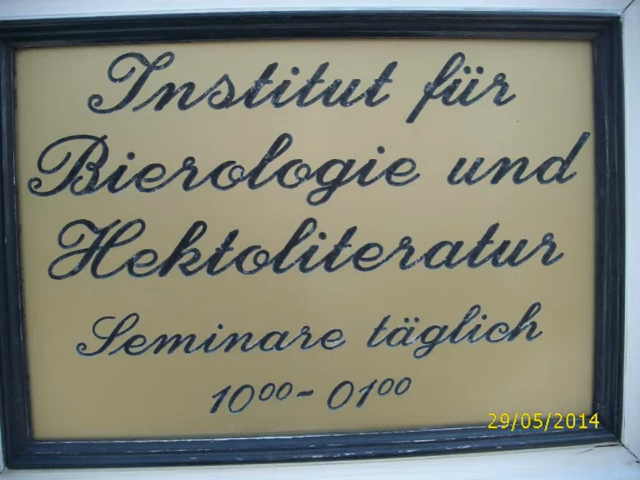 Institut für
Bierologie und
Hektoliteratur
Seminare täglich
10⁰⁰ - 01⁰⁰
29/05/2014